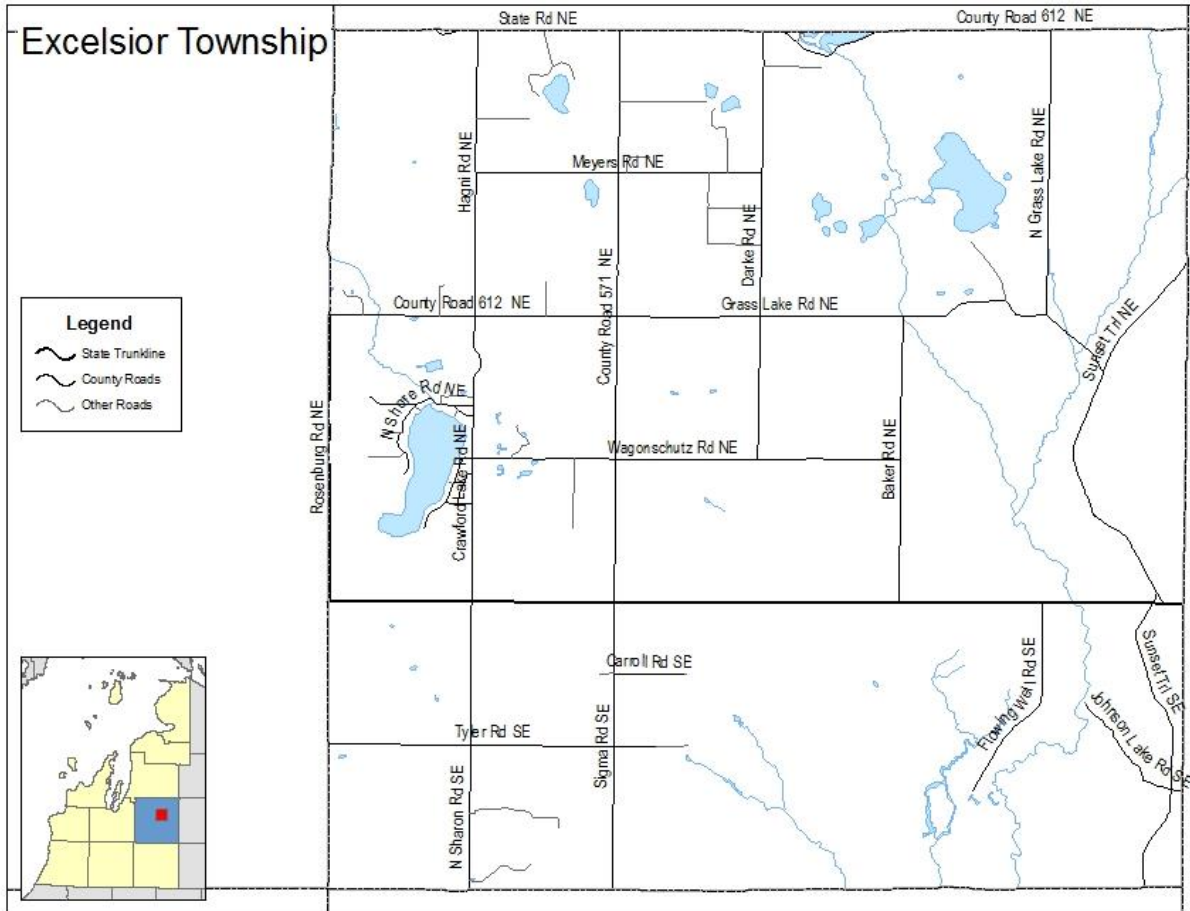 State Rd NE
County Road 612 NE
Excelsior Township
Hagni Rd NE
Meyers Rd NE
N Grass Lake Rd NE
Darke Rd NE
County Road 571 NE
County Road 612 NE
Grass Lake Rd NE
Sunset Trl NE
Legend
State Trunkline
County Roads
Other Roads
N Shore Rd NE
Rosenburg Rd NE
Crawford Lake Rd NE
Wagonschutz Rd NE
Baker Rd NE
Carroll Rd SE
Flowing Well Rd SE
Sunset Trl SE
Johnson Lake Rd SE
Tyler Rd SE
Sigma Rd SE
N Sharon Rd SE